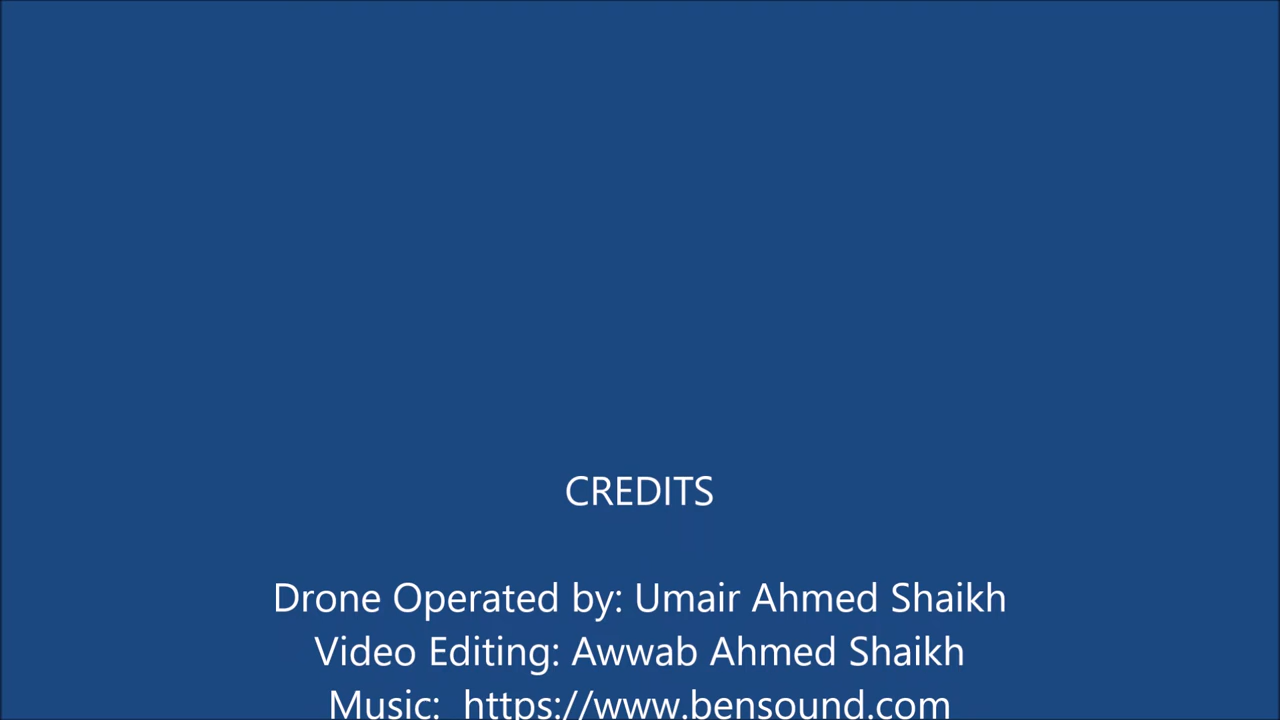 CREDITS
Drone Operated by: Umair Ahmed Shaikh
Video Editing: Awwab Ahmed Shaikh
Music:  https://www.bensound.com